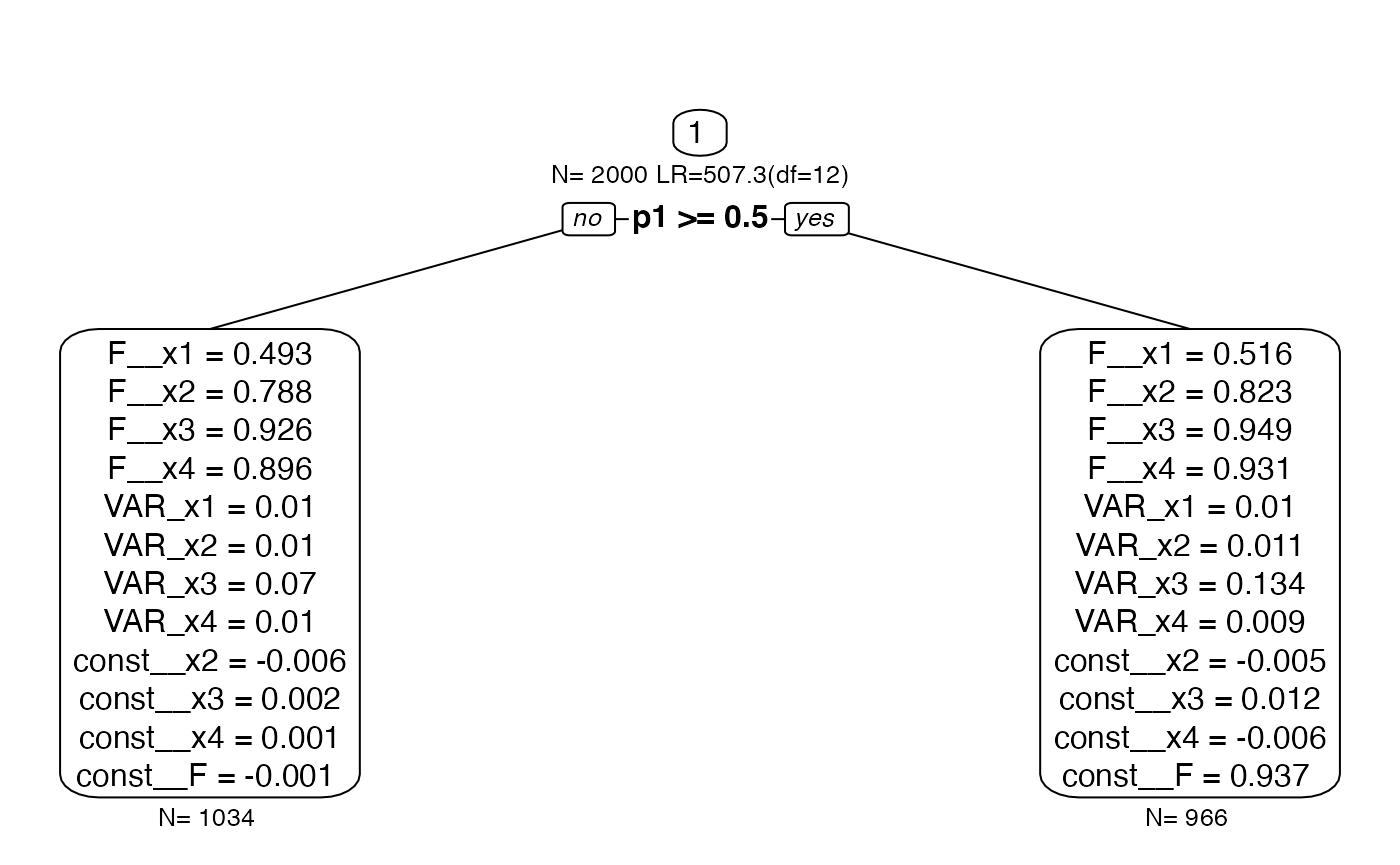 1
N= 2000 LR=507.3(df=12)
no p1 >= 0.5 yes
F__x1 = 0.493
F__x2 = 0.788
F__x3 = 0.926
F__x4 = 0.896
VAR_x1 = 0.01
VAR_x2 = 0.01
VAR_x3 = 0.07
VAR_x4 = 0.01
const__x2 = -0.006
const__x3 = 0.002
const__x4 = 0.001
const__F = -0.001
N= 1034
F__x1 = 0.516
F__x2 = 0.823
F__x3 = 0.949
F__x4 = 0.931
VAR_x1 = 0.01
VAR_x2 = 0.011
VAR_x3 = 0.134
VAR_x4 = 0.009
const__x2 = -0.005
const__x3 = 0.012
const__x4 = -0.006
const__F = 0.937
N= 966